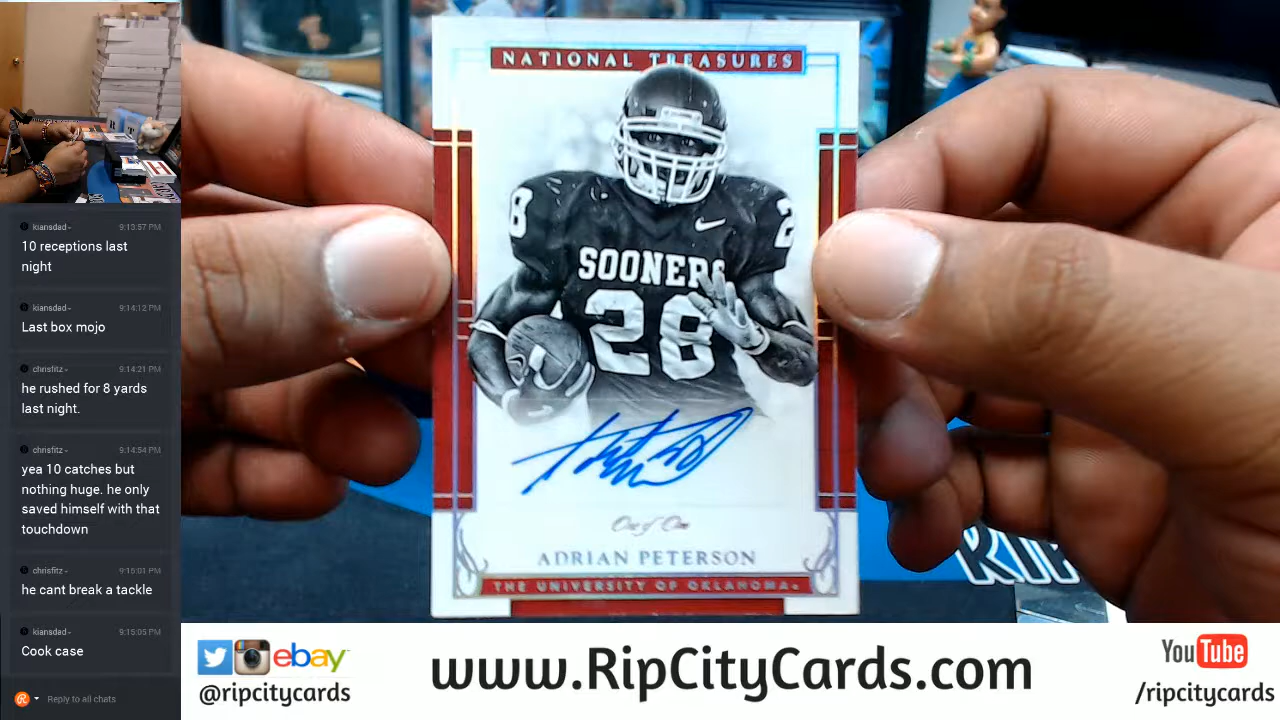 kiansdad - 9:13:57 PM
10 receptions last
night
kiansdad - 9:14:12 PM
Last box mojo
chrisfitz - 9:14:21 PM
he rushed for 8 yards
last night.
chrisfitz - 9:14:54 PM
yea 10 catches but
nothing huge. he only
saved himself with that
touchdown
chrisfitz - 9:15:01 PM
he cant break a tackle
kiansdad - 9:15:05 PM
Cook case
Reply to all chats
NATIONAL TREASURES
28
2
SOONERS
28
One of One
ADRIAN PETERSON
THE UNIVERSITY OF OKLAHOMA
RIP
ebay
@ripcitycards
www.RipCityCards.com
YouTube
/ripcitycards